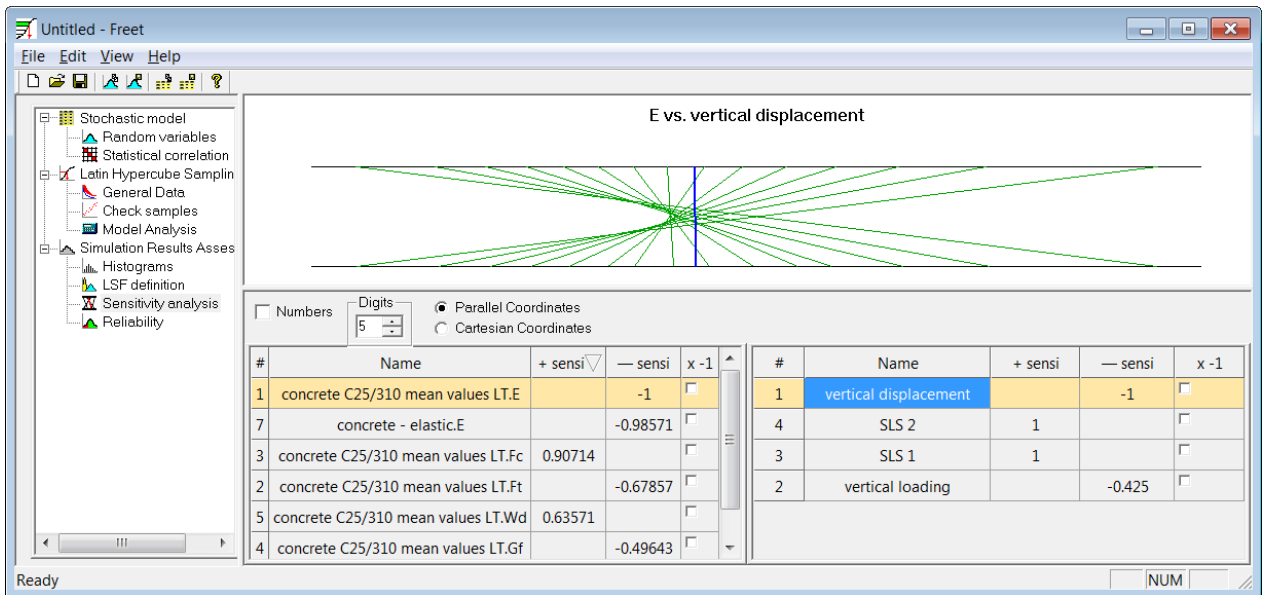 Untitled - Freet
File Edit View Help
Stochastic model
Random variables
Statistical correlation
Latin Hypercube Samplin
General Data
Check samples
Model Analysis
Simulation Results Asses
Histograms
LSF definition
Sensitivity analysis
Reliability
E vs. vertical displacement
Numbers
Digits
5
Parallel Coordinates
Cartesian Coordinates
# Name + sensi — sensi x -1
1 concrete C25/310 mean values LT.E -1
7 concrete - elastic.E -0.98571
3 concrete C25/310 mean values LT.Fc 0.90714
2 concrete C25/310 mean values LT.Ft -0.67857
5 concrete C25/310 mean values LT.Wd 0.63571
4 concrete C25/310 mean values LT.Gf -0.49643
# Name + sensi — sensi x -1
1 vertical displacement -1
4 SLS 2 1
3 SLS 1 1
2 vertical loading -0.425
Ready
NUM